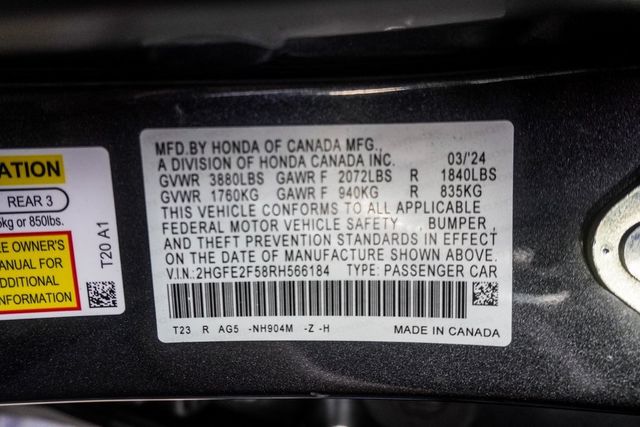 ATION
REAR 3
kg or 850lbs.
E OWNER'S
ANUAL FOR
DDITIONAL
NFORMATION
T20 A1
MFD.BY HONDA OF CANADA MFG.,
A DIVISION OF HONDA CANADA INC. 03/'24
GVWR 3880LBS GAWR F 2072LBS R 1840LBS
GVWR 1760KG GAWR F 940KG R 835KG
THIS VEHICLE CONFORMS TO ALL APPLICABLE
FEDERAL MOTOR VEHICLE SAFETY , BUMPER ,
AND THEFT PREVENTION STANDARDS IN EFFECT
ON THE DATE OF MANUFACTURE SHOWN ABOVE.
V.I.N.: 2HGFE2F58RH566184 TYPE: PASSENGER CAR
T23 R AG5 -NH904M -Z -H MADE IN CANADA